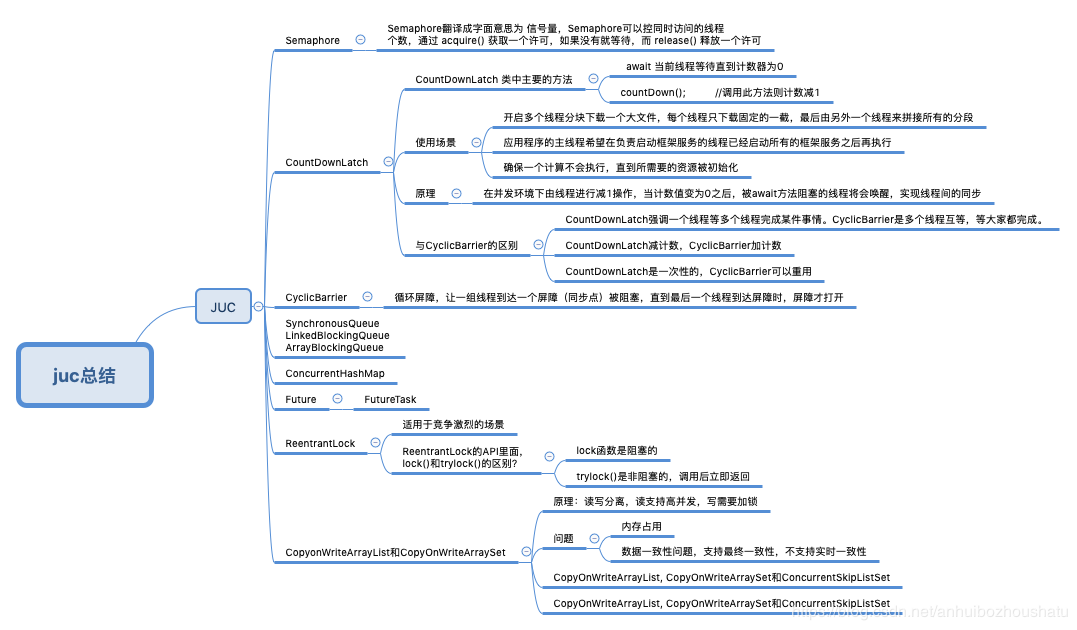 juc总结
JUC
Semaphore
Semaphore翻译成字面意思为 信号量，Semaphore可以控同时访问的线程
个数，通过 acquire() 获取一个许可，如果没有就等待，而 release() 释放一个许可
CountDownLatch
CountDownLatch 类中主要的方法
await 当前线程等待直到计数器为0
countDown(); //调用此方法则计数减1
使用场景
开启多个线程分块下载一个大文件，每个线程只下载固定的一截，最后由另外一个线程来拼接所有的分段
应用程序的主线程希望在负责启动框架服务的线程已经启动所有的框架服务之后再执行
确保一个计算不会执行，直到所需要的资源被初始化
原理
在并发环境下由线程进行减1操作，当计数值变为0之后，被await方法阻塞的线程将会唤醒，实现线程间的同步
与CyclicBarrier的区别
CountDownLatch强调一个线程等多个线程完成某件事情。CyclicBarrier是多个线程互等，等大家都完成。
CountDownLatch减计数，CyclicBarrier加计数
CountDownLatch是一次性的，CyclicBarrier可以重用
CyclicBarrier
循环屏障，让一组线程到达一个屏障（同步点）被阻塞，直到最后一个线程到达屏障时，屏障才打开
SynchronousQueue
LinkedBlockingQueue
ArrayBlockingQueue
ConcurrentHashMap
Future
FutureTask
ReentrantLock
适用于竞争激烈的场景
ReentrantLock的API里面，
lock()和trylock()的区别？
lock函数是阻塞的
trylock()是非阻塞的，调用后立即返回
CopyonWriteArrayList和CopyOnWriteArraySet
原理：读写分离，读支持高并发，写需要加锁
问题
内存占用
数据一致性问题，支持最终一致性，不支持实时一致性
CopyOnWriteArrayList, CopyOnWriteArraySet和ConcurrentSkipListSet
CopyOnWriteArrayList, CopyOnWriteArraySet和ConcurrentSkipListSet
https://blog.csdn.net/anhuibozhoushatu